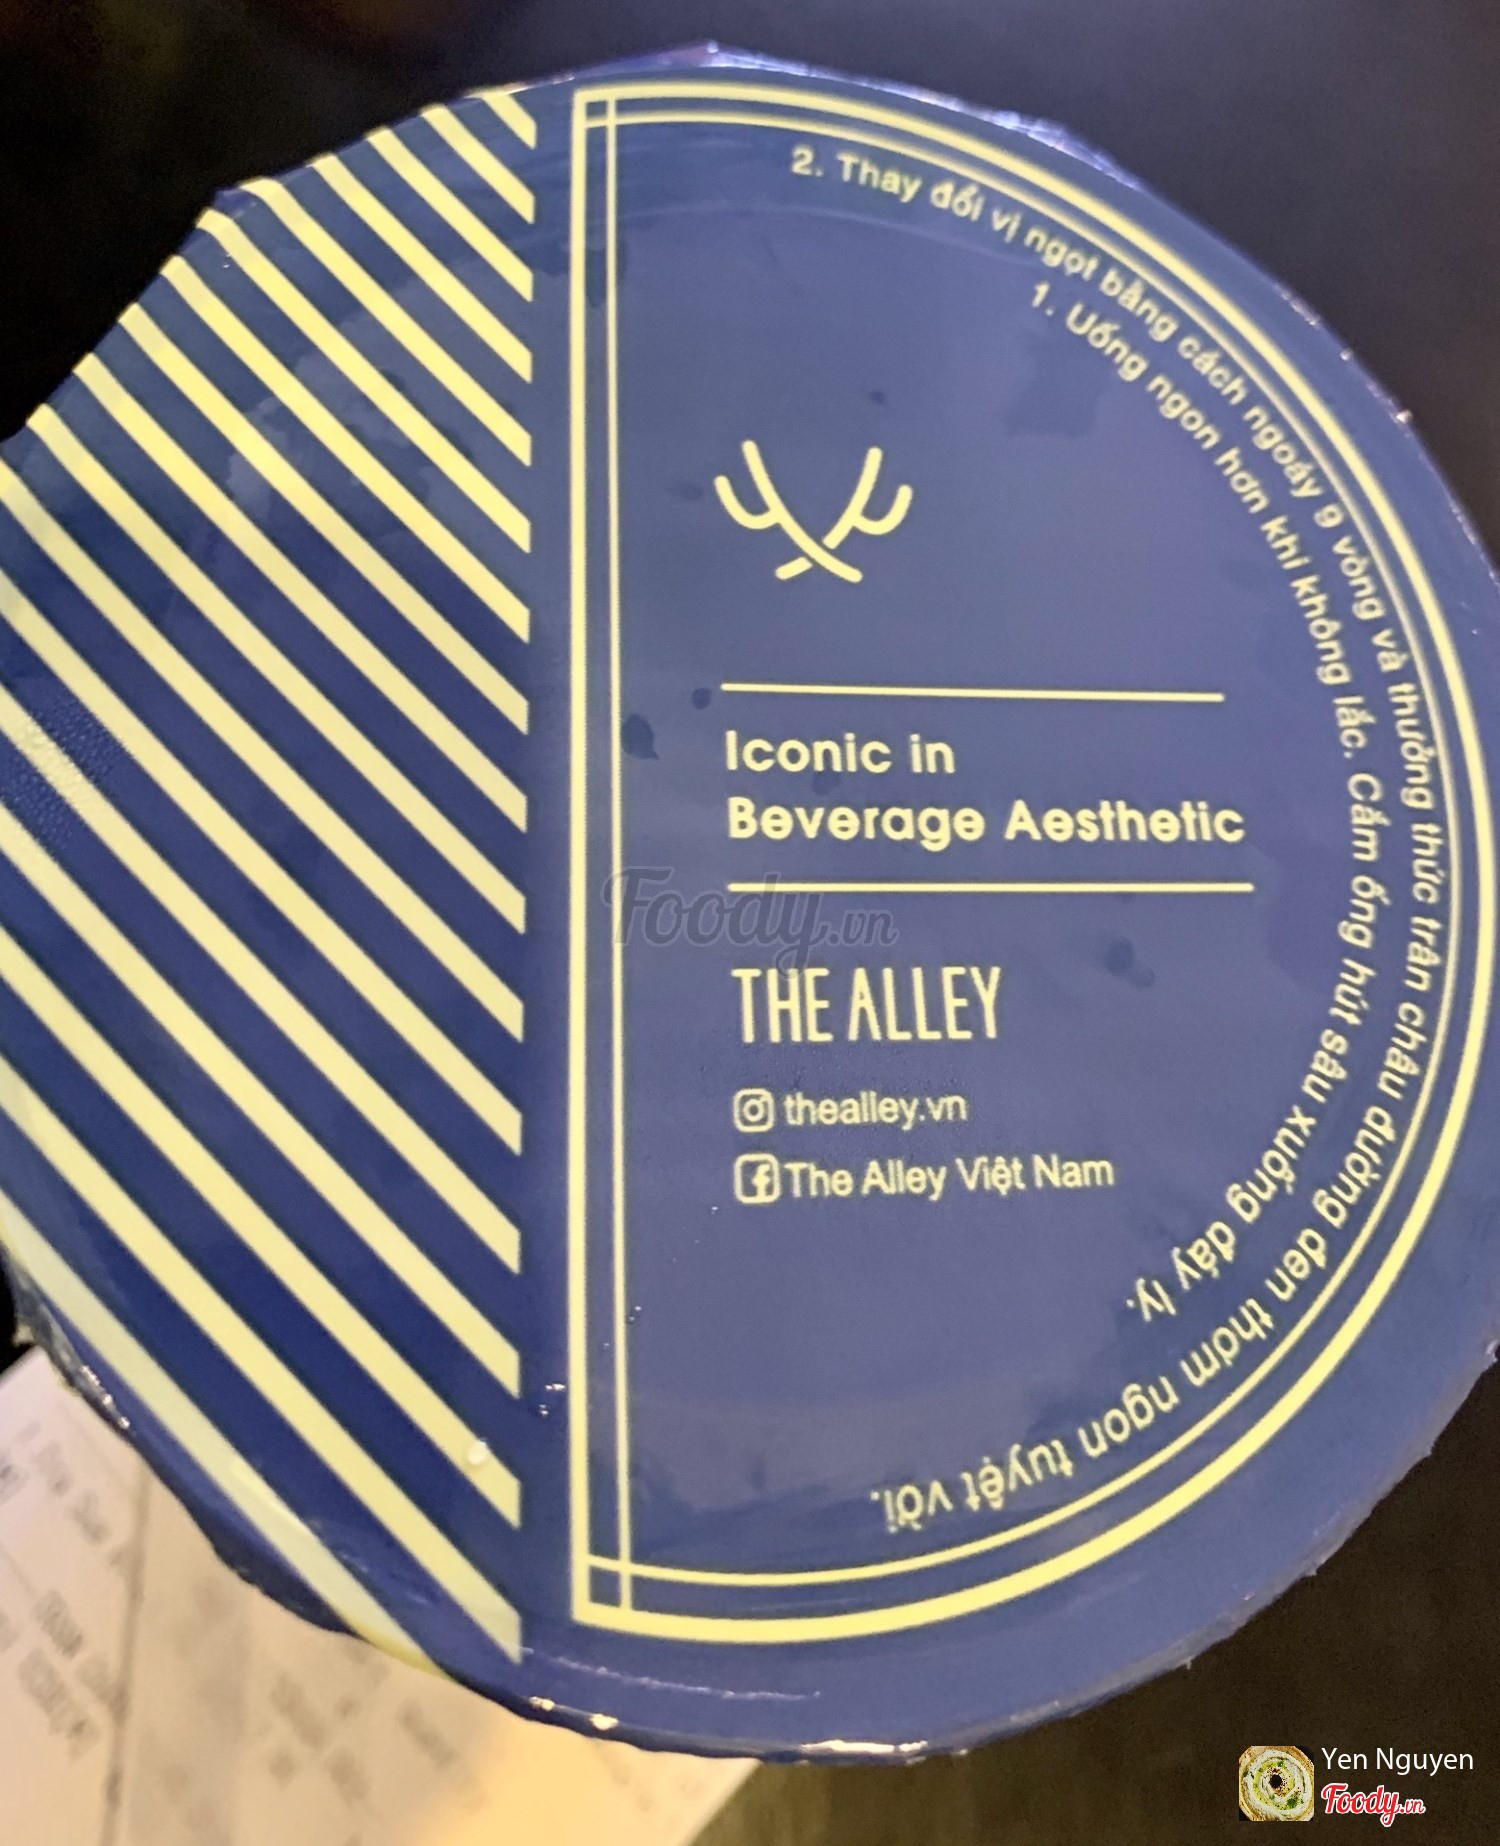 2. Thay đổi vị ngọt bằng cách ngoáy 9 vòng và thưởng thức trân châu đường đen thơm ngon tuyệt vời.
1. Uống ngon hơn khi không lắc. Cắm ống hút sâu xuống đáy ly.
Iconic in
Beverage Aesthetic
Foody.vn
THE ALLEY
thealley.vn
The Alley Việt Nam
Yen Nguyen
Foody.vn